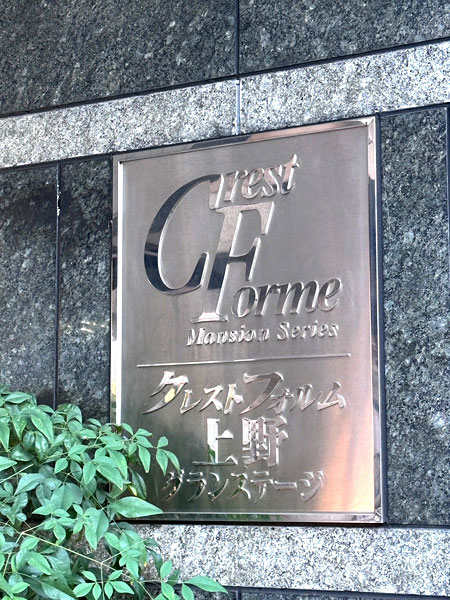 Crest
Forme
Mansion Series
クレストフォルム
上野
グランステージ